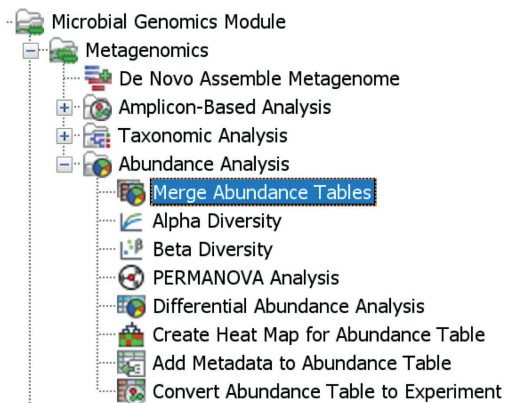 Microbial Genomics Module
Metagenomics
De Novo Assemble Metagenome
Amplicon-Based Analysis
Taxonomic Analysis
Abundance Analysis
Merge Abundance Tables
Alpha Diversity
β Beta Diversity
PERMANOVA Analysis
Differential Abundance Analysis
Create Heat Map for Abundance Table
Add Metadata to Abundance Table
Convert Abundance Table to Experiment